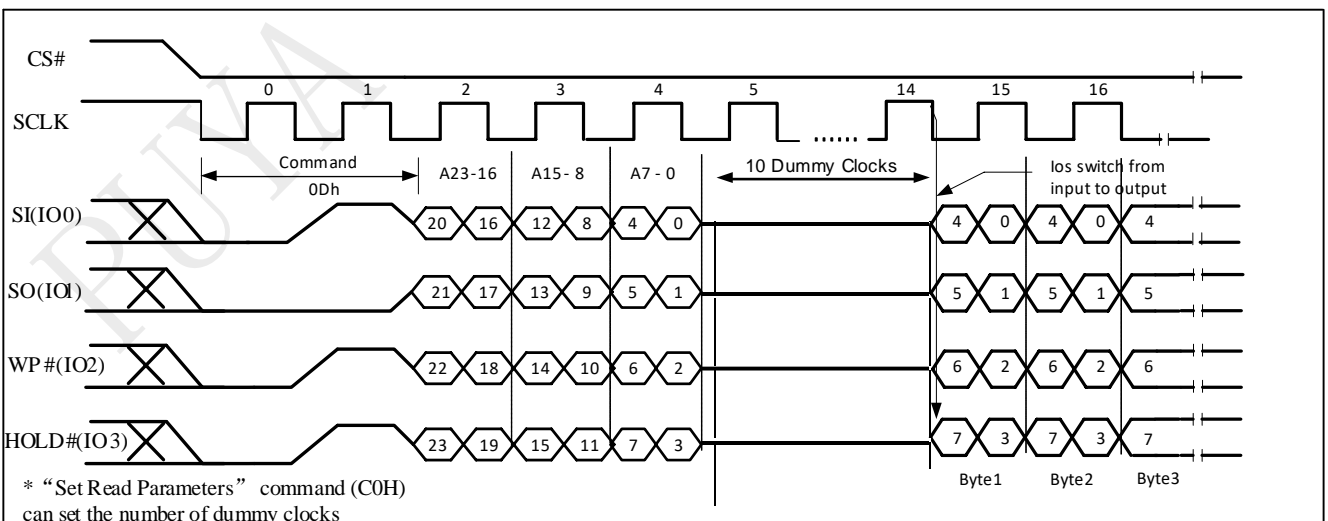 PUYA
CS#
0 1 2 3 4 5 14 15 16
SCLK
......
Command
0Dh
A23-16 A15-8 A7-0
10 Dummy Clocks
Ios switch from
input to output
SI(IO0)
20 16 12 8 4 0 4 0 4 0 4
SO(IO1)
21 17 13 9 5 1 5 1 5 1 5
WP#(IO2)
22 18 14 10 6 2 6 2 6 2 6
HOLD#(IO3)
23 19 15 11 7 3 7 3 7 3 7
Byte1 Byte2 Byte3
* “Set Read Parameters” command (C0H)
can set the number of dummy clocks